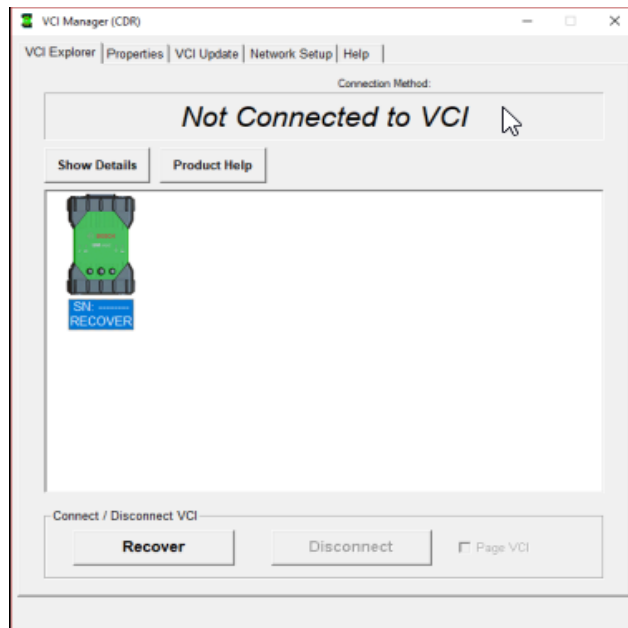 VCI Manager (CDR)
VCI Explorer Properties VCI Update Network Setup Help
Connection Method:
Not Connected to VCI
Show Details Product Help
SN: --------
RECOVER
Connect / Disconnect VCI
Recover Disconnect Page VCI